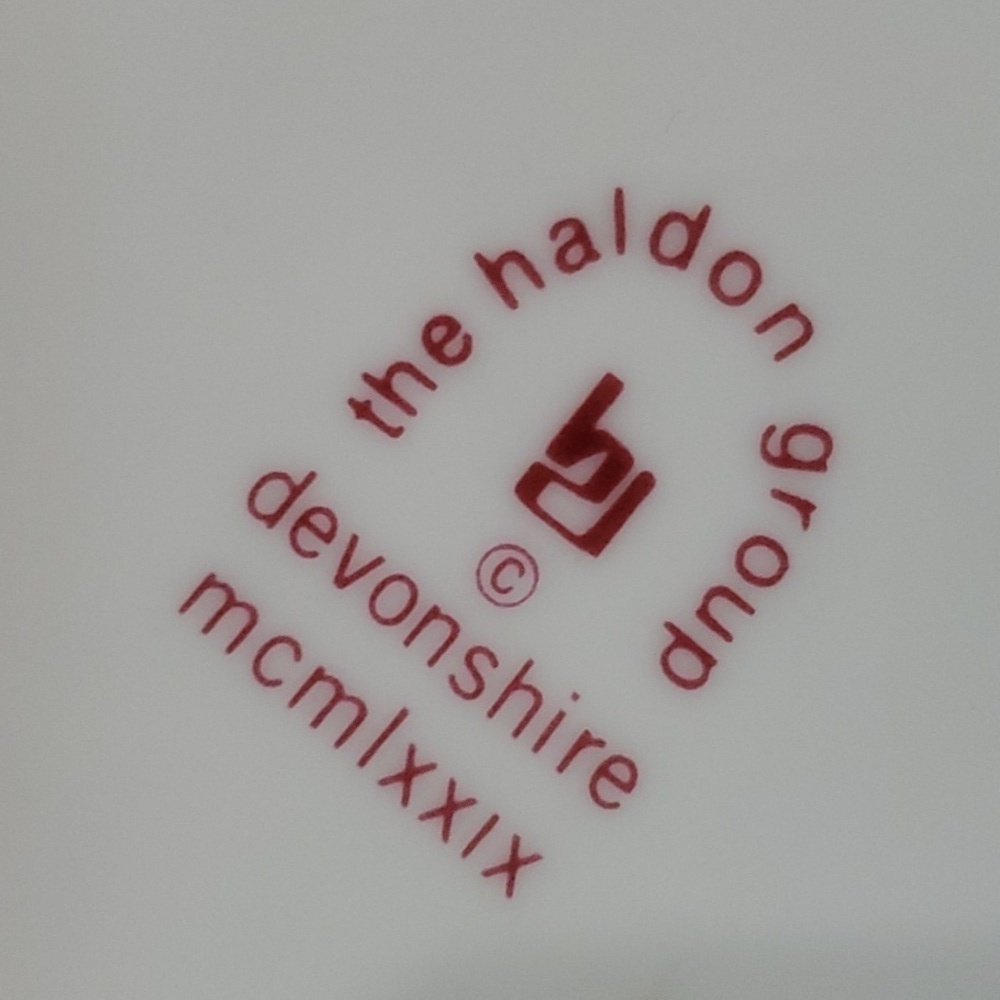 the haldon group
©
devonshire
mcmlxxix